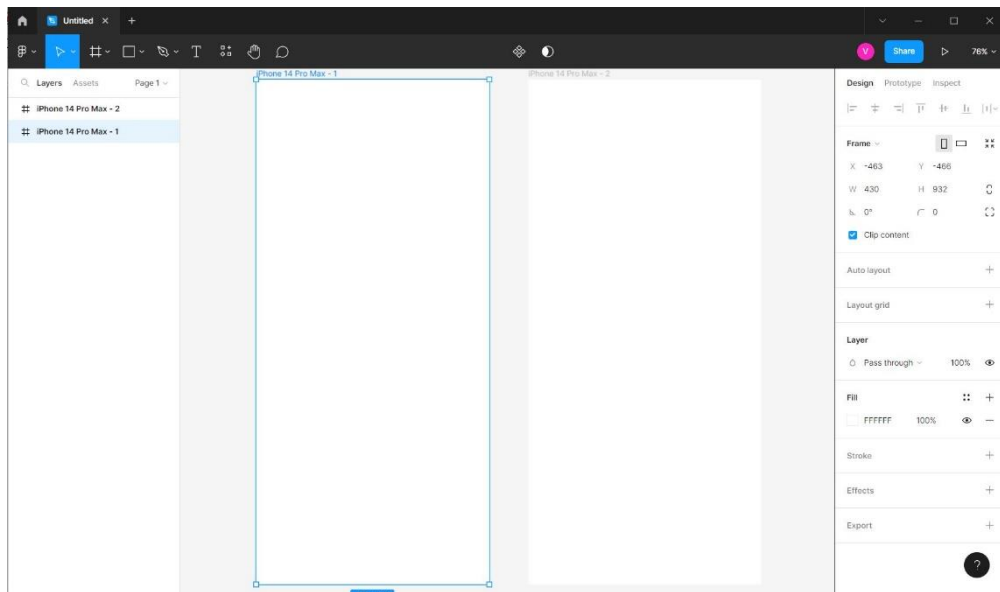 Untitled
V
Share
76%
Layers Assets Page 1
iPhone 14 Pro Max - 2
iPhone 14 Pro Max - 1
iPhone 14 Pro Max - 1
iPhone 14 Pro Max - 2
Design Prototype Inspect
Frame
X -463 Y -466
W 430 H 932
0° 0
Clip content
Auto layout
Layout grid
Layer
Pass through 100%
Fill
FFFFFF 100%
Stroke
Effects
Export
?